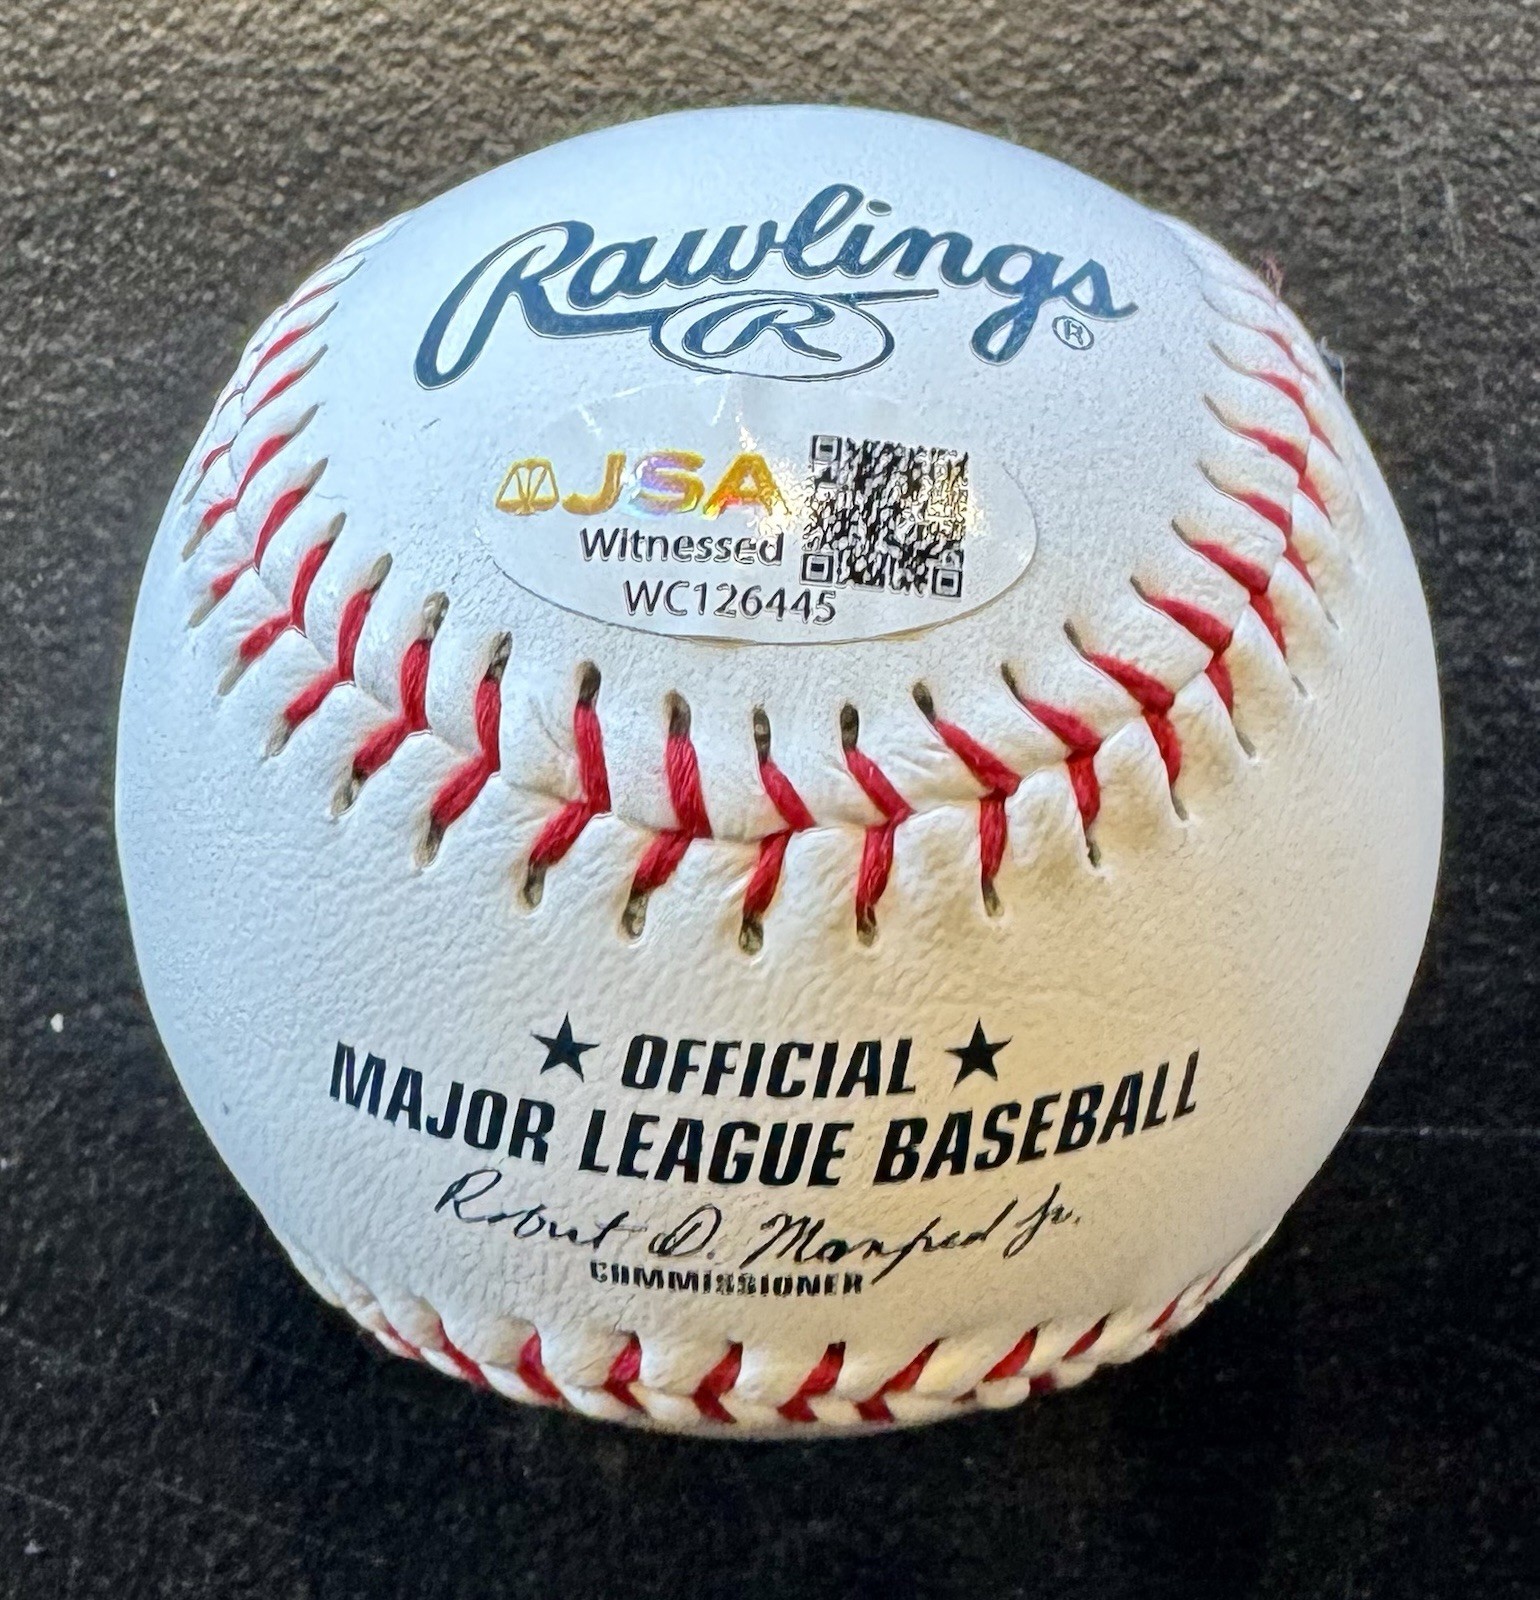 Rawlings®
R
JSA
Witnessed
WC126445
★ OFFICIAL ★
MAJOR LEAGUE BASEBALL
Robert D. Manfred Jr.
COMMISSIONER